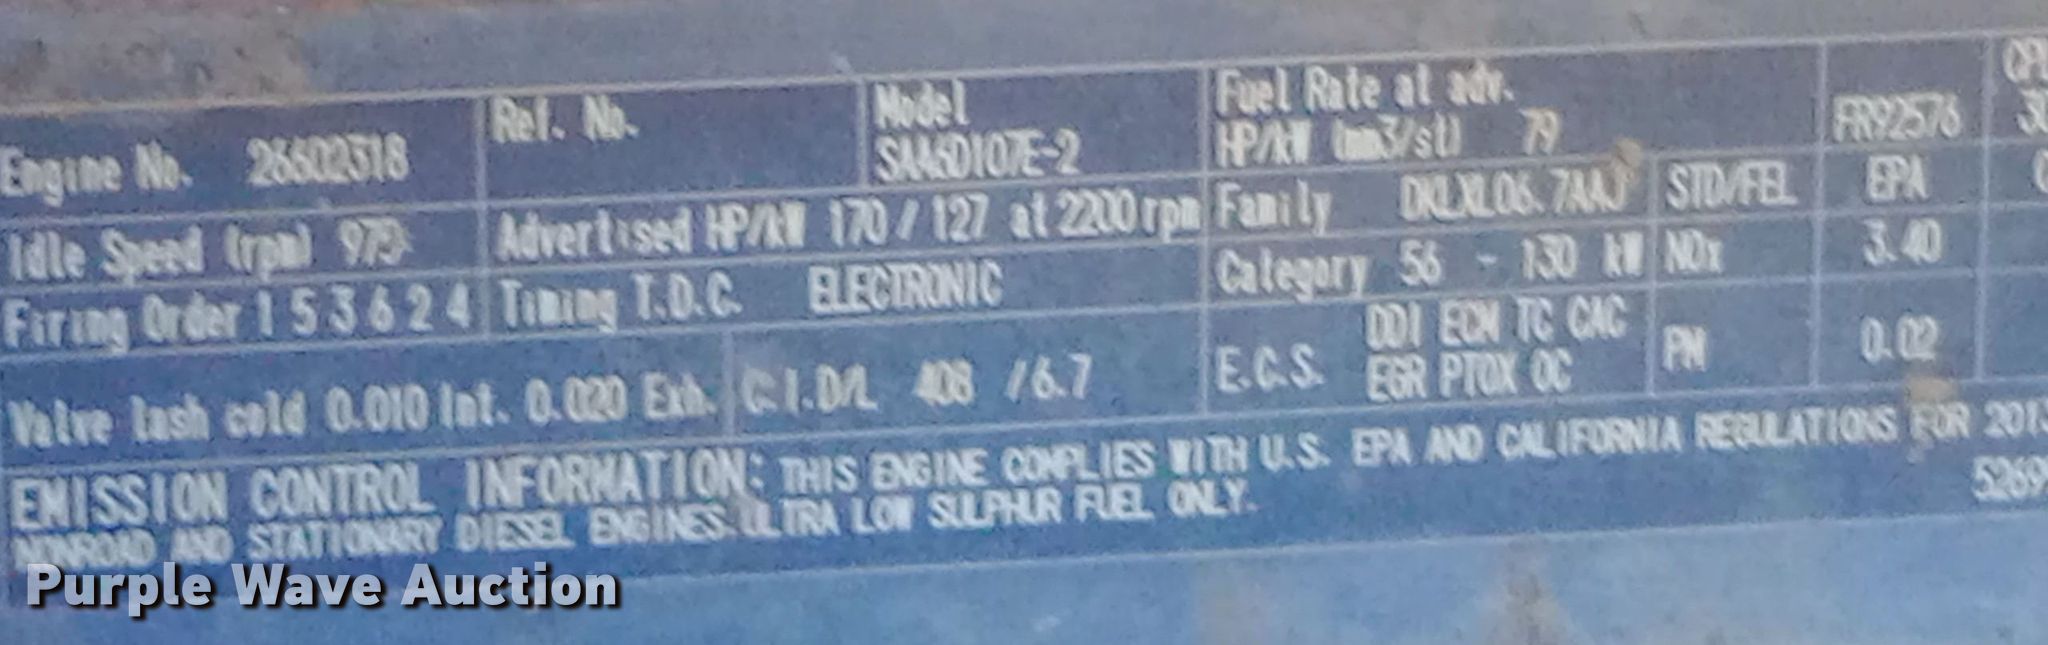 Engine No. 26602318
Ref. No.
Model
SAA6D107E-2
Fuel Rate at adv.
HP/kW (mm3/st) 79
FR92576
Idle Speed (rpm) 975
Advertised HP/kW 170 / 127 at 2200 rpm
Family DKLXL06.7AAJ
STD/FEL
EPA
Firing Order 1 5 3 6 2 4
Timing T.D.C. ELECTRONIC
Category 56 - 130 kW
NOx
3.40
Valve lash cold 0.010 Int. 0.020 Exh.
C.I.D/L 408 / 6.7
E.C.S.
DDI ECM TC CAC
EGR PTOX OC
PM
0.02
EMISSION CONTROL INFORMATION: THIS ENGINE COMPLIES WITH U.S. EPA AND CALIFORNIA REGULATIONS FOR 2013
NONROAD AND STATIONARY DIESEL ENGINES. ULTRA LOW SULPHUR FUEL ONLY.
Purple Wave Auction